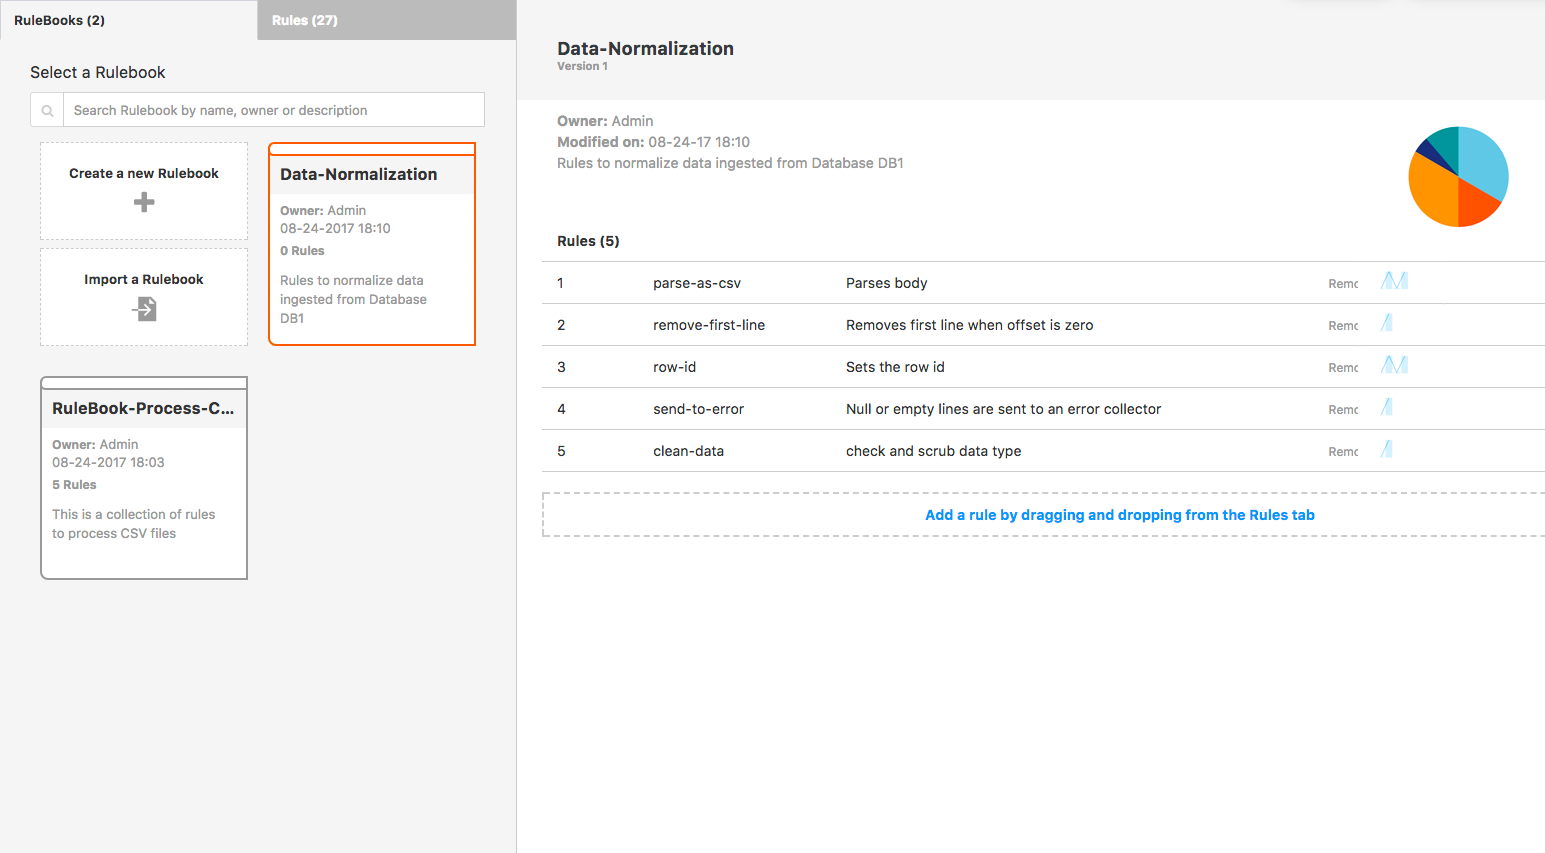 RuleBooks (2)
Rules (27)
Select a Rulebook
Search Rulebook by name, owner or description
Create a new Rulebook
Import a Rulebook
Data-Normalization
Owner: Admin
08-24-2017 18:10
0 Rules
Rules to normalize data
ingested from Database
DB1
RuleBook-Process-C...
Owner: Admin
08-24-2017 18:03
5 Rules
This is a collection of rules
to process CSV files
Data-Normalization
Version 1
Owner: Admin
Modified on: 08-24-17 18:10
Rules to normalize data ingested from Database DB1
Rules (5)
1 parse-as-csv Parses body Remo
2 remove-first-line Removes first line when offset is zero Remo
3 row-id Sets the row id Remo
4 send-to-error Null or empty lines are sent to an error collector Remo
5 clean-data check and scrub data type Remo
Add a rule by dragging and dropping from the Rules tab